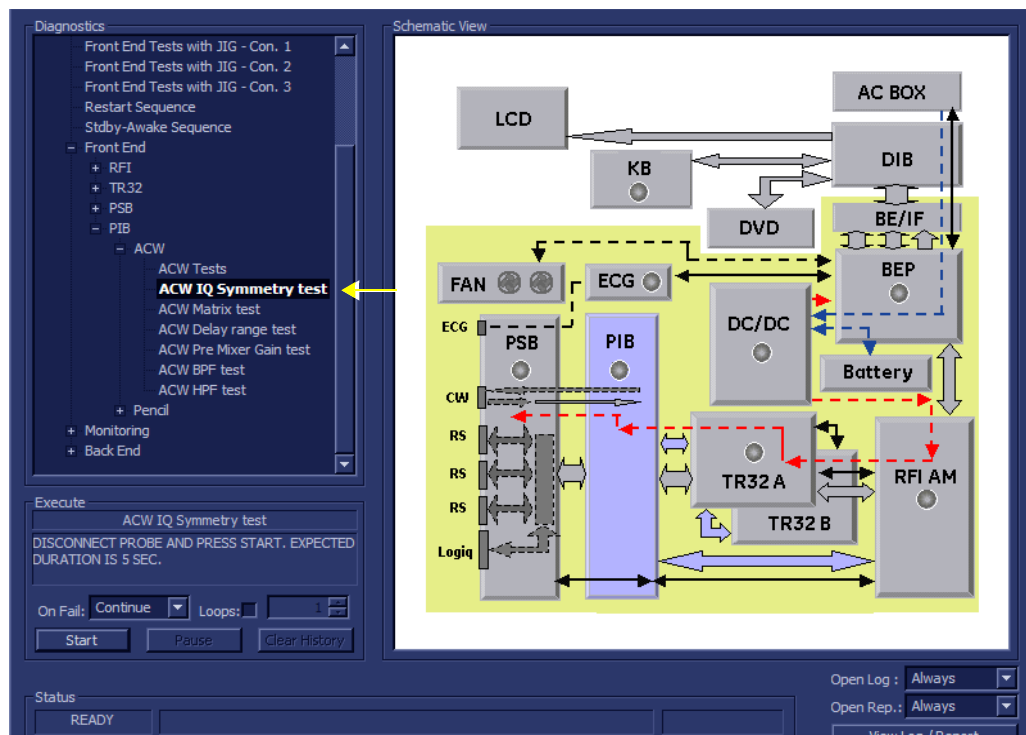 Diagnostics
Front End Tests with JIG - Con. 1
Front End Tests with JIG - Con. 2
Front End Tests with JIG - Con. 3
Restart Sequence
Stdby-Awake Sequence
Front End
RFI
TR32
PSB
PIB
ACW
ACW Tests
ACW IQ Symmetry test
ACW Matrix test
ACW Delay range test
ACW Pre Mixer Gain test
ACW BPF test
ACW HPF test
Pencil
Monitoring
Back End
Execute
ACW IQ Symmetry test
DISCONNECT PROBE AND PRESS START. EXPECTED
DURATION IS 5 SEC.
On Fail: Continue Loops: 1
Start Pause Clear History
Schematic View
LCD
AC BOX
KB
DIB
DVD
BE/IF
FAN
ECG
BEP
ECG
PSB
PIB
DC/DC
Battery
CW
RS
RS
RS
Logiq
TR32 A
TR32 B
RFI AM
Status
READY
Open Log : Always
Open Rep.: Always
View Log / Report